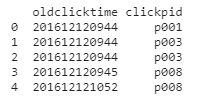 oldclicktime clickpid
0 201612120944 p001
1 201612120944 p003
2 201612120944 p003
3 201612120945 p008
4 201612121052 p008